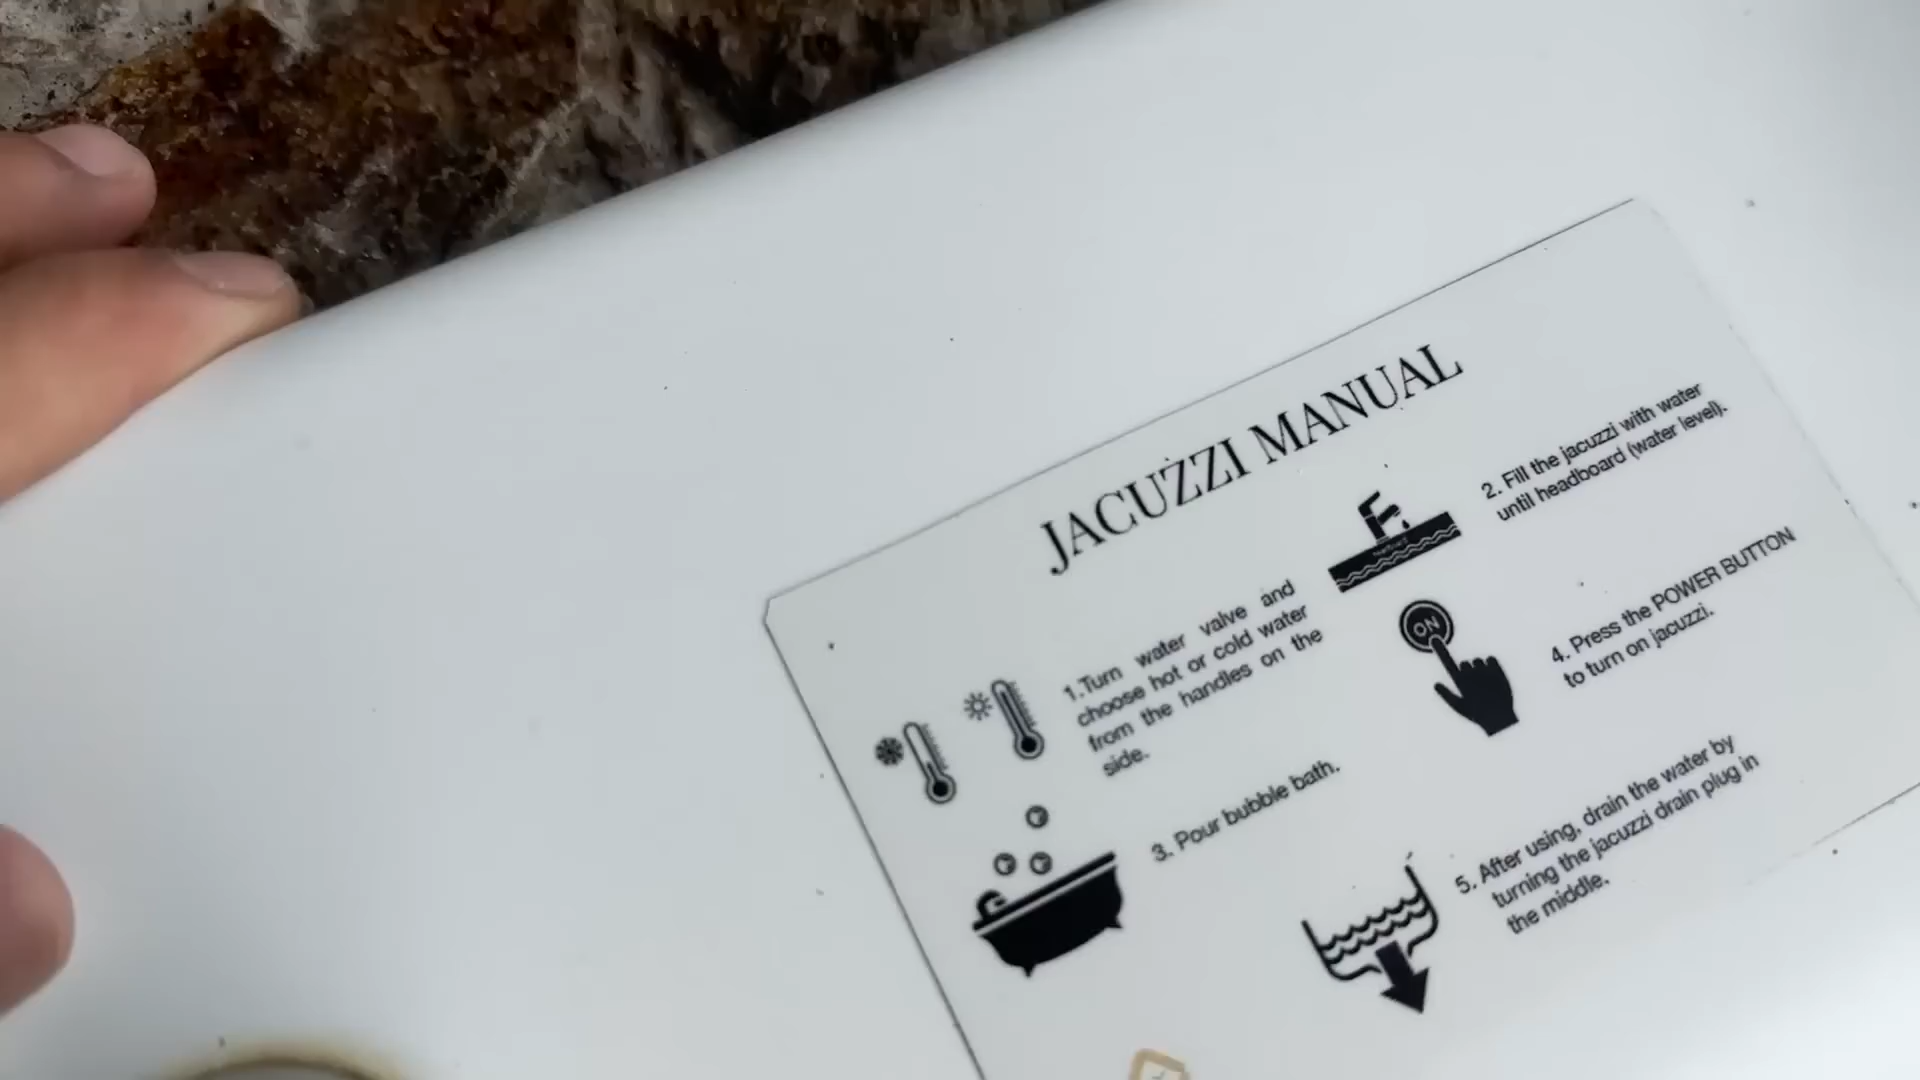 JACUZZI MANUAL
1.Turn water valve and
choose hot or cold water
from the handles on the
side.
2. Fill the jacuzzi with water
until headboard (water level).
3. Pour bubble bath.
ON
4. Press the POWER BUTTON
to turn on jacuzzi.
5. After using, drain the water by
turning the jacuzzi drain plug in
the middle.